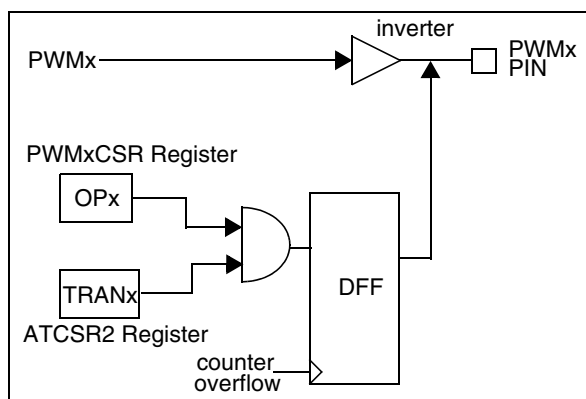 inverter
PWMx
PWMx
PIN
PWMxCSR Register
OPx
TRANx
DFF
ATCSR2 Register
counter
overflow